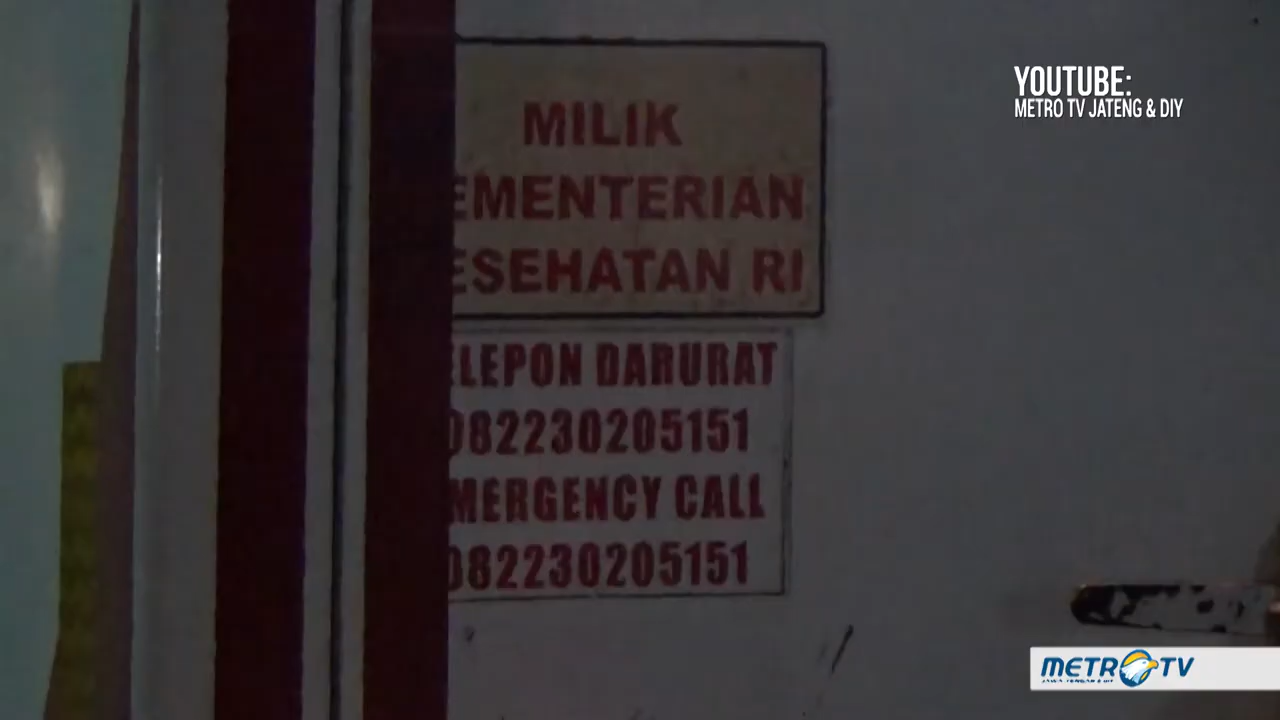 YOUTUBE:
METRO TV JATENG & DIY
MILIK
EMENTERIAN
ESEHATAN RI
ELEPON DARURAT
082230205151
MERGENCY CALL
082230205151
METRO TV